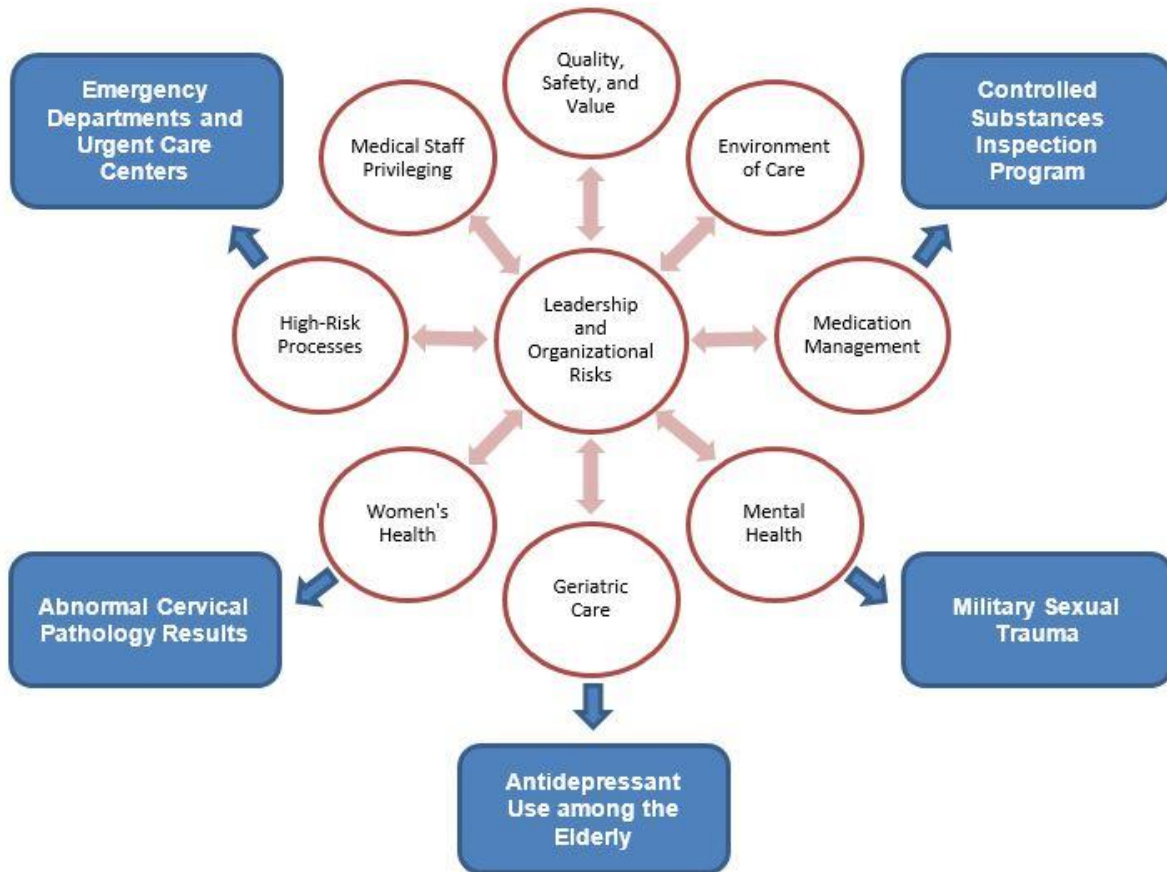 Quality,
Safety, and
Value
Emergency
Departments and
Urgent Care
Centers
Medical Staff
Privileging
Environment
of Care
Controlled
Substances
Inspection
Program
High-Risk
Processes
Leadership
and
Organizational
Risks
Medication
Management
Women's
Health
Mental
Health
Geriatric
Care
Abnormal Cervical
Pathology Results
Military Sexual
Trauma
Antidepressant
Use among the
Elderly